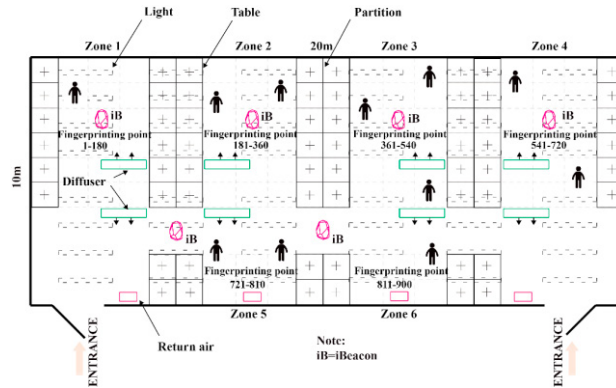 Light
Table
Partition
Zone 1
Zone 2
20m
Zone 3
Zone 4
iB
iB
iB
iB
Fingerprinting point
1-180
Fingerprinting point
181-360
Fingerprinting point
361-540
Fingerprinting point
541-720
10m
Diffuser
iB
iB
Fingerprinting point
721-810
Fingerprinting point
811-900
Zone 5
Zone 6
Return air
Note:
iB=iBeacon
ENTRANCE
ENTRANCE